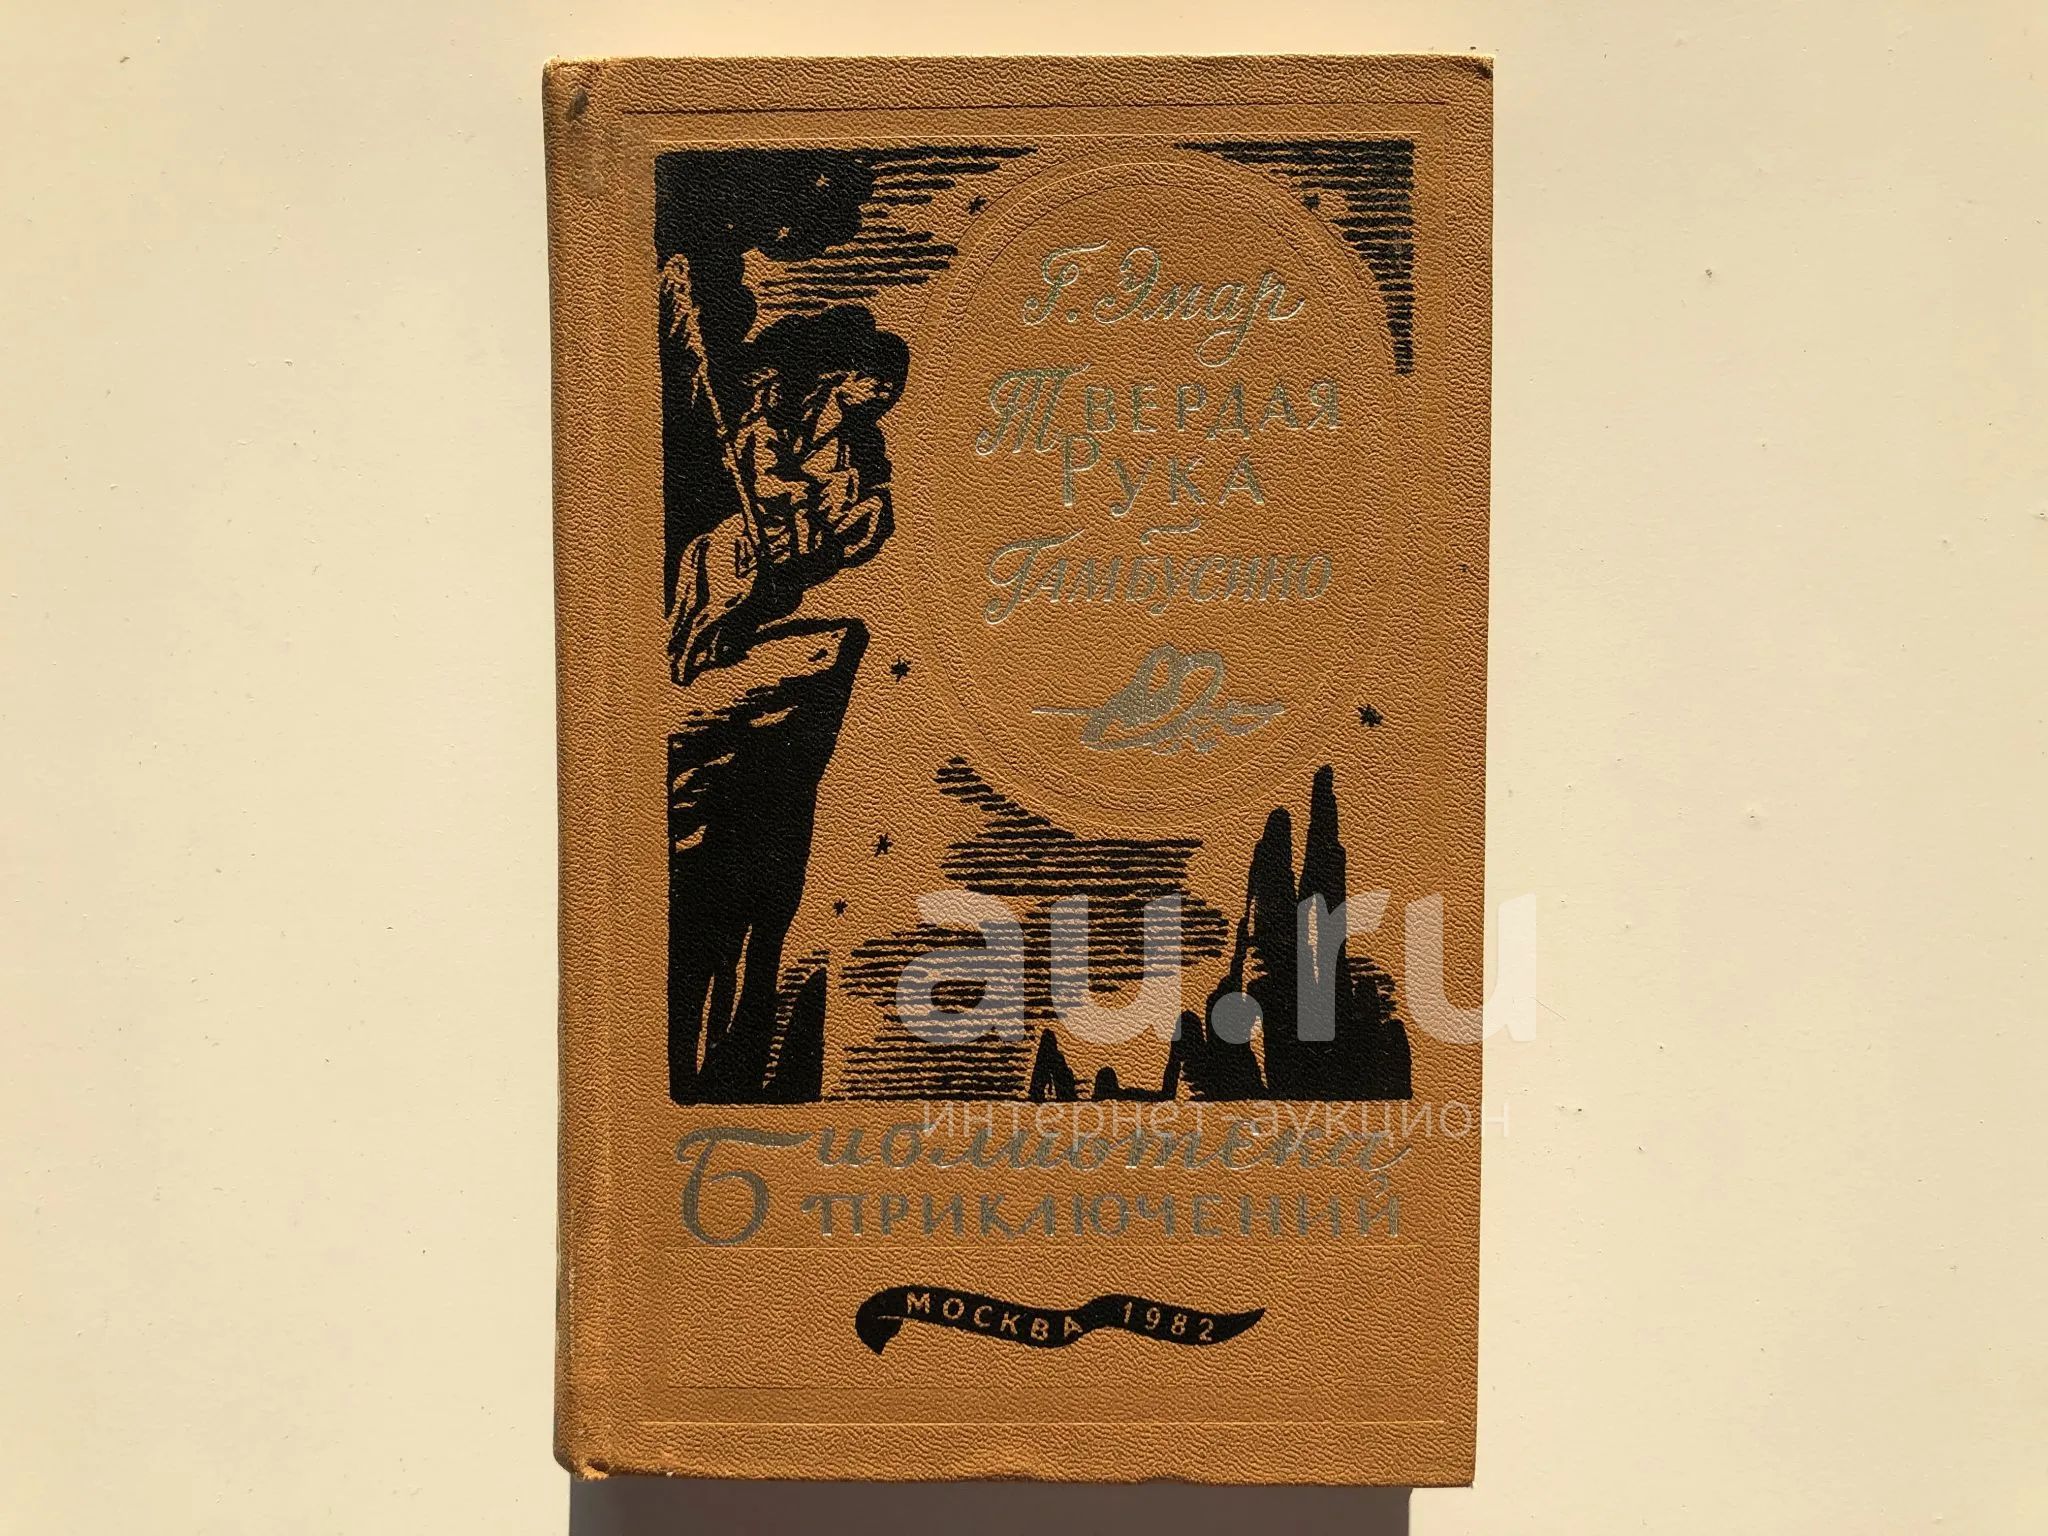 Г. Эмар
Твердая
Рука
Гамбусино
au.ru
интернет-аукцион
Библиотека
приключений
МОСКВА 1982